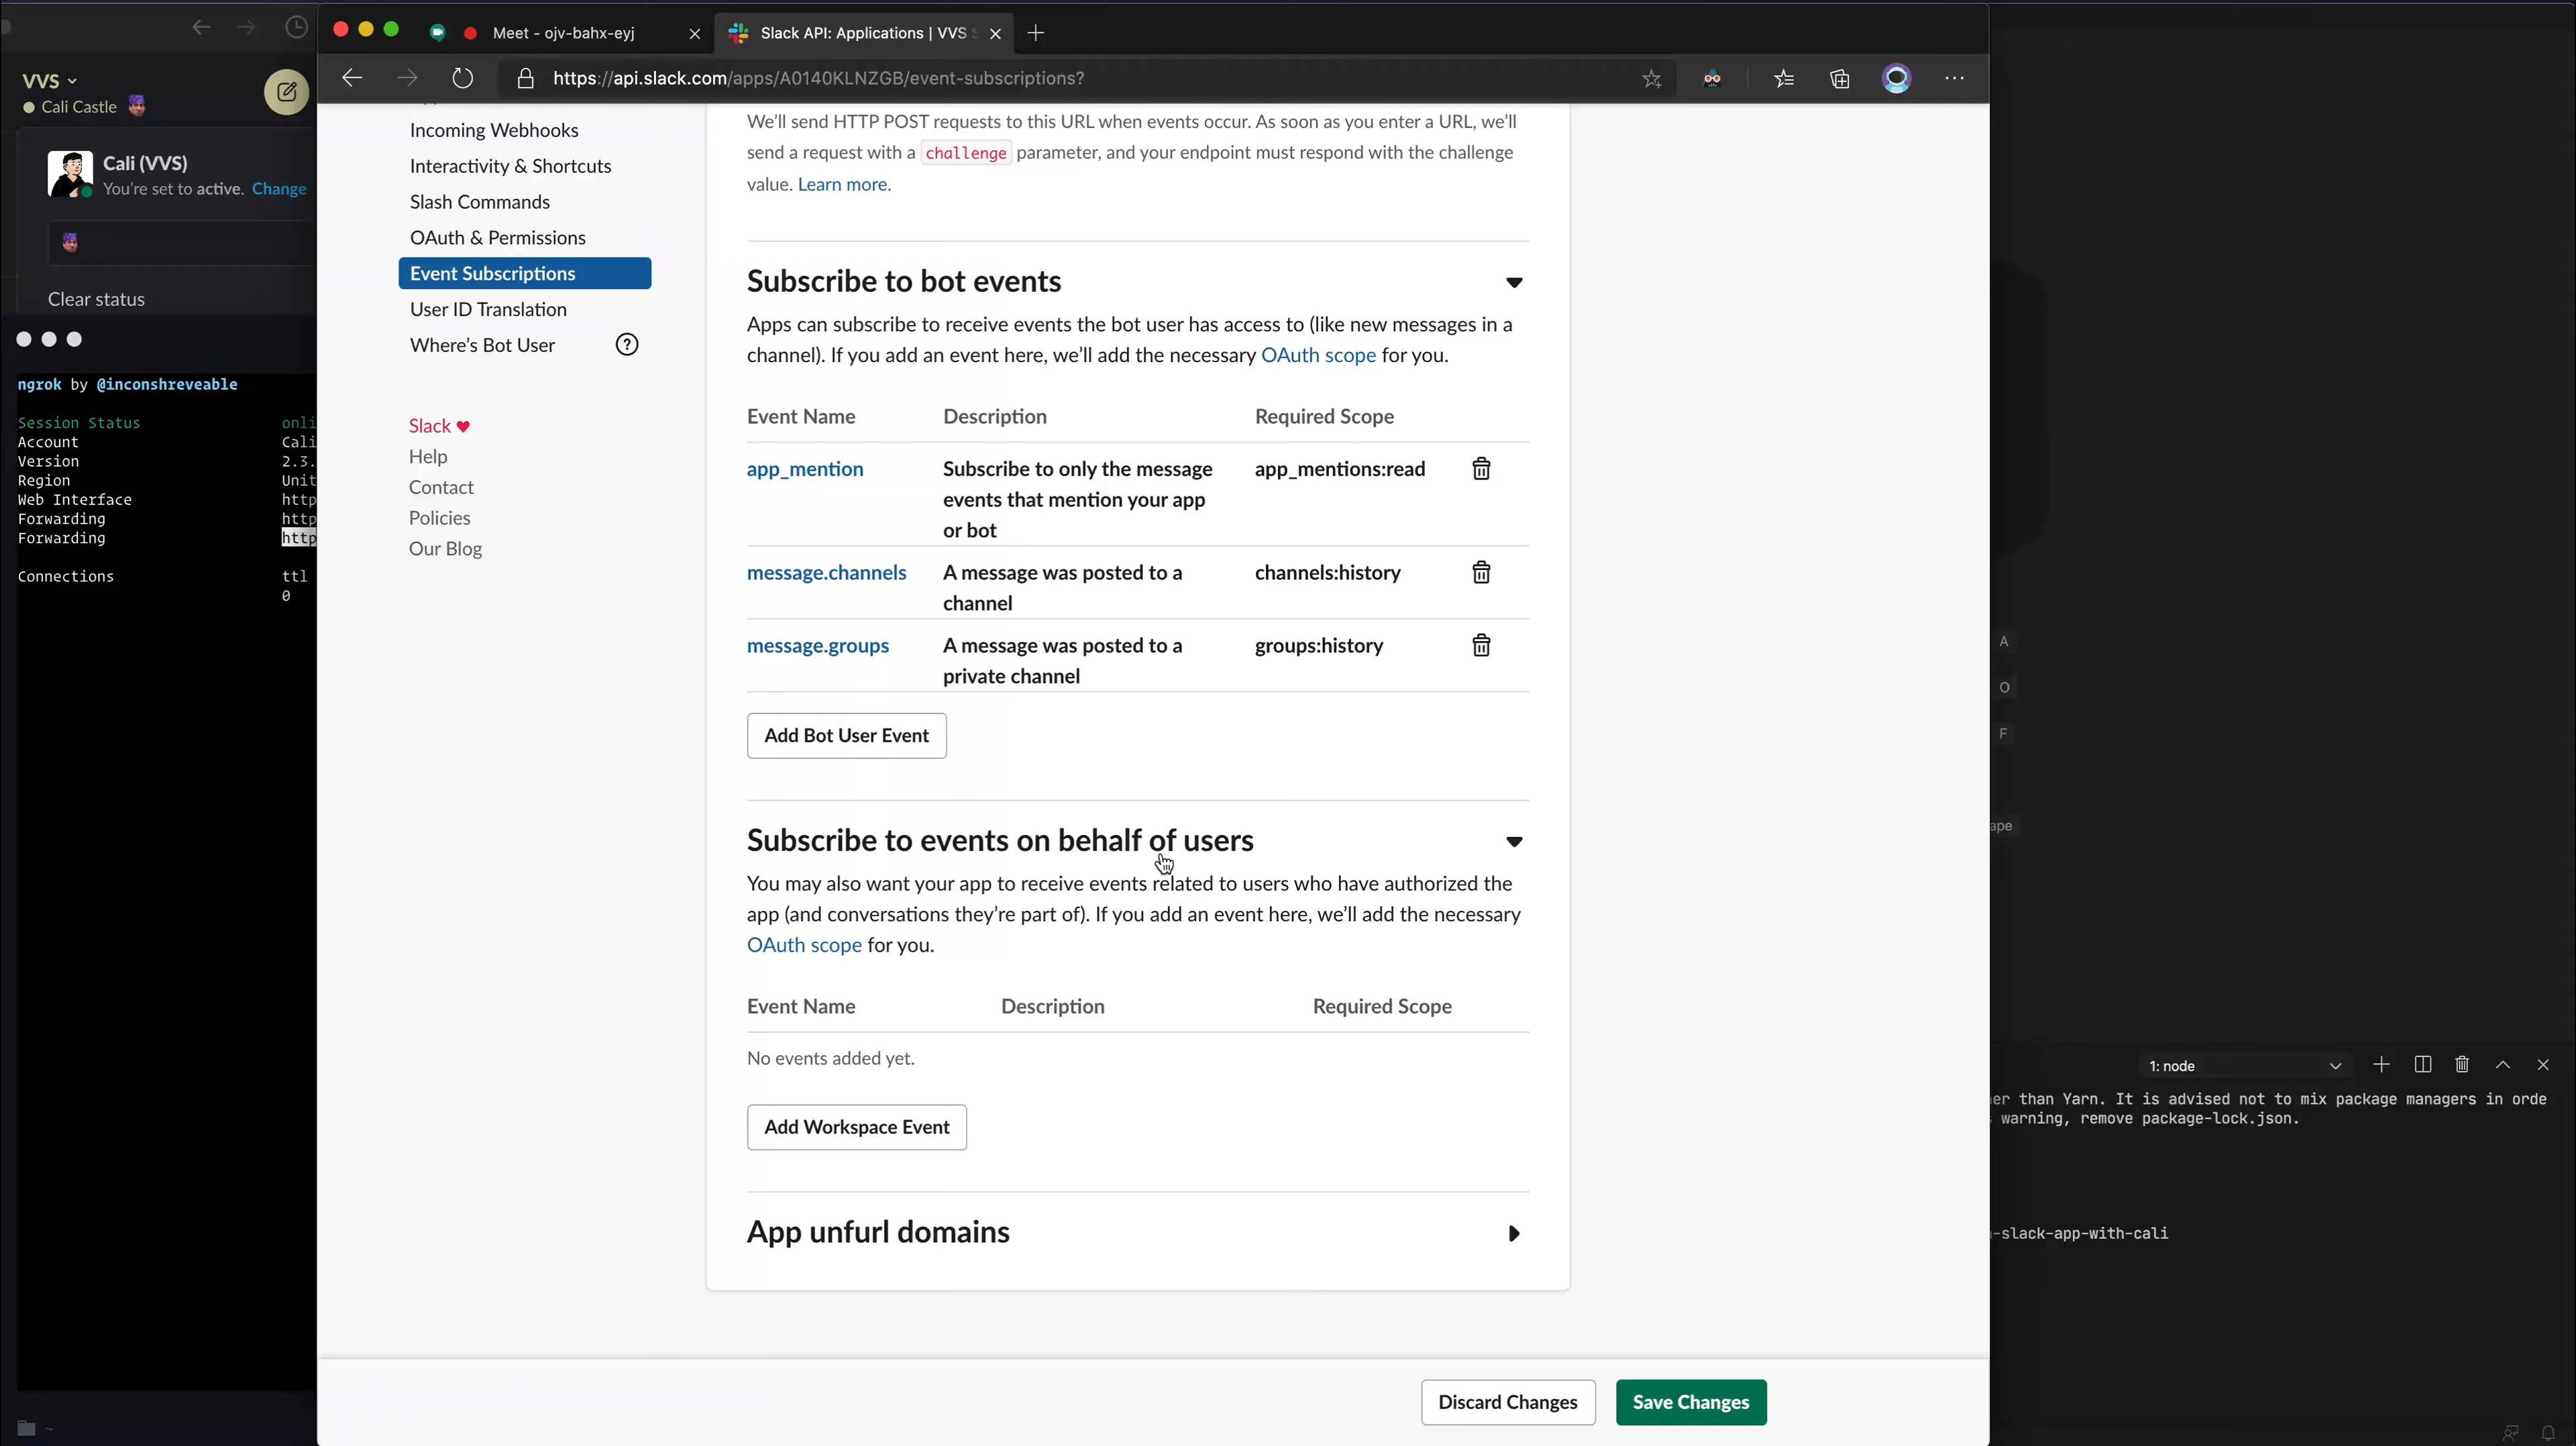 Meet - ojv-bahx-eyj
Slack API: Applications | VVS S
https://api.slack.com/apps/A0140KLNZGB/event-subscriptions?
VVS
Cali Castle
Cali (VVS)
You're set to active. Change
Clear status
ngrok by @inconshreveable
Session Status onli
Account Cali
Version 2.3.
Region Unit
Web Interface http
Forwarding http
Forwarding http
Connections ttl
0
Incoming Webhooks
Interactivity & Shortcuts
Slash Commands
OAuth & Permissions
Event Subscriptions
User ID Translation
Where's Bot User ?
Slack
Help
Contact
Policies
Our Blog
We'll send HTTP POST requests to this URL when events occur. As soon as you enter a URL, we'll
send a request with a challenge parameter, and your endpoint must respond with the challenge
value. Learn more.
Subscribe to bot events
Apps can subscribe to receive events the bot user has access to (like new messages in a
channel). If you add an event here, we'll add the necessary OAuth scope for you.
Event Name Description Required Scope
app_mention Subscribe to only the message app_mentions:read
events that mention your app
or bot
message.channels A message was posted to a channels:history
channel
message.groups A message was posted to a groups:history
private channel
Add Bot User Event
Subscribe to events on behalf of users
You may also want your app to receive events related to users who have authorized the
app (and conversations they're part of). If you add an event here, we'll add the necessary
OAuth scope for you.
Event Name Description Required Scope
No events added yet.
Add Workspace Event
App unfurl domains
Discard Changes Save Changes
A
O
F
ape
1: node
er than Yarn. It is advised not to mix package managers in orde
warning, remove package-lock.json.
-slack-app-with-cali
~